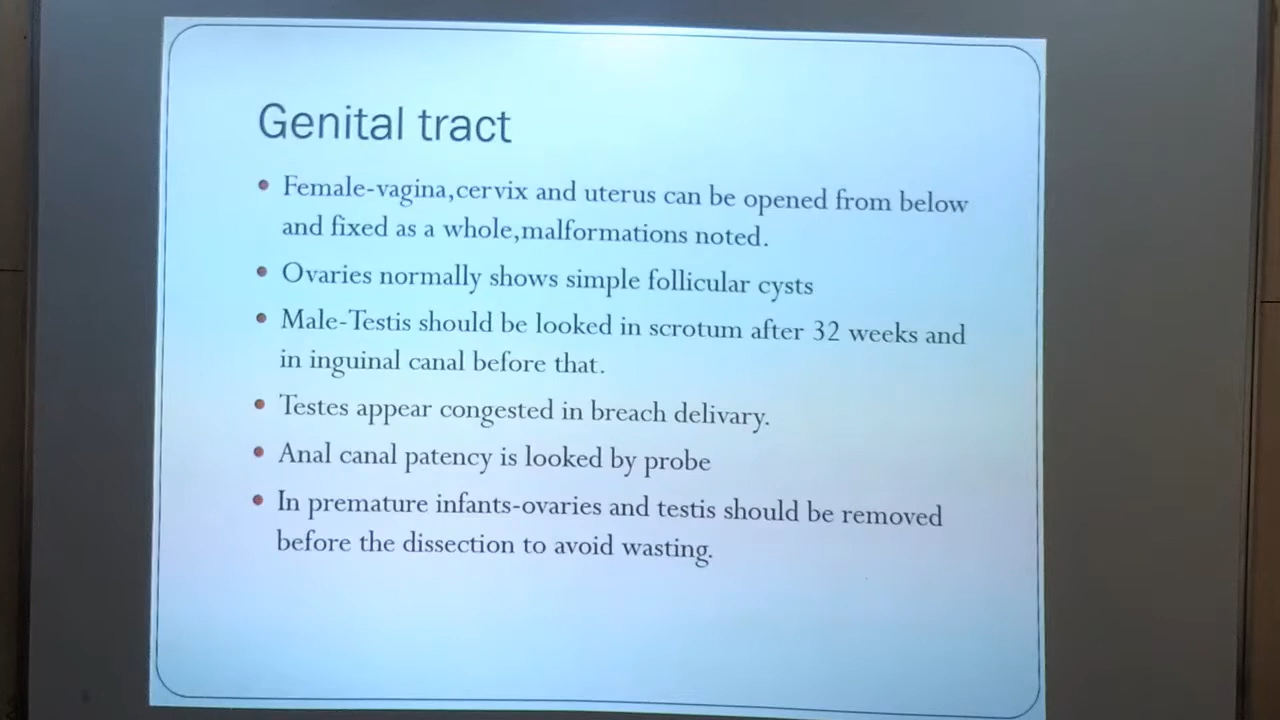 Genital tract
• Female-vagina,cervix and uterus can be opened from below
and fixed as a whole,malformations noted.
• Ovaries normally shows simple follicular cysts
• Male-Testis should be looked in scrotum after 32 weeks and
in inguinal canal before that.
• Testes appear congested in breach delivary.
• Anal canal patency is looked by probe
• In premature infants-ovaries and testis should be removed
before the dissection to avoid wasting.